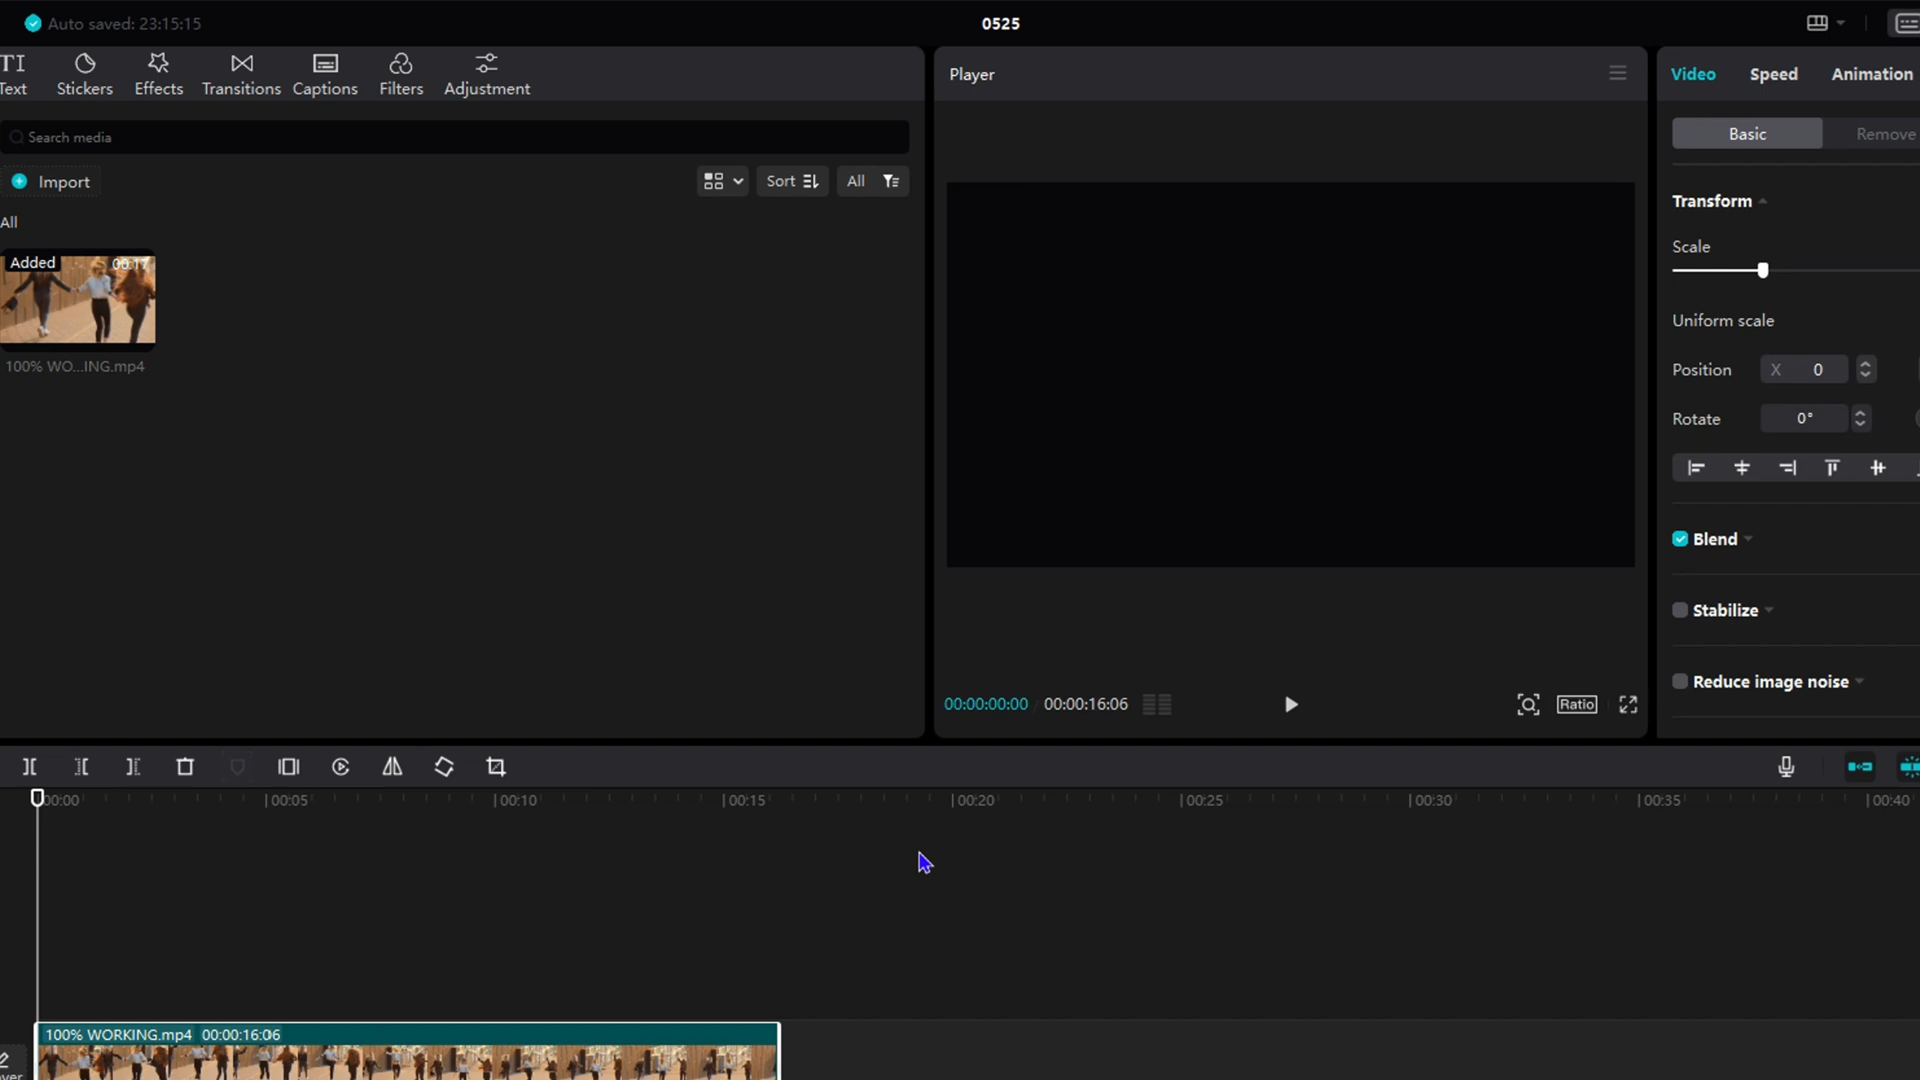 Auto saved: 23:15:15
0525
TI
Text
Stickers
Effects
Transitions
Captions
Filters
Adjustment
Search media
Import
Sort
All
All
Added
00:17
100% WO...ING.mp4
Player
00:00:00:00
00:00:16:06
Ratio
Video
Speed
Animation
Basic
Remove
Transform
Scale
Uniform scale
Position X 0
Rotate 0°
Blend
Stabilize
Reduce image noise
00:00
00:05
00:10
00:15
00:20
00:25
00:30
00:35
00:40
100% WORKING.mp4 00:00:16:06